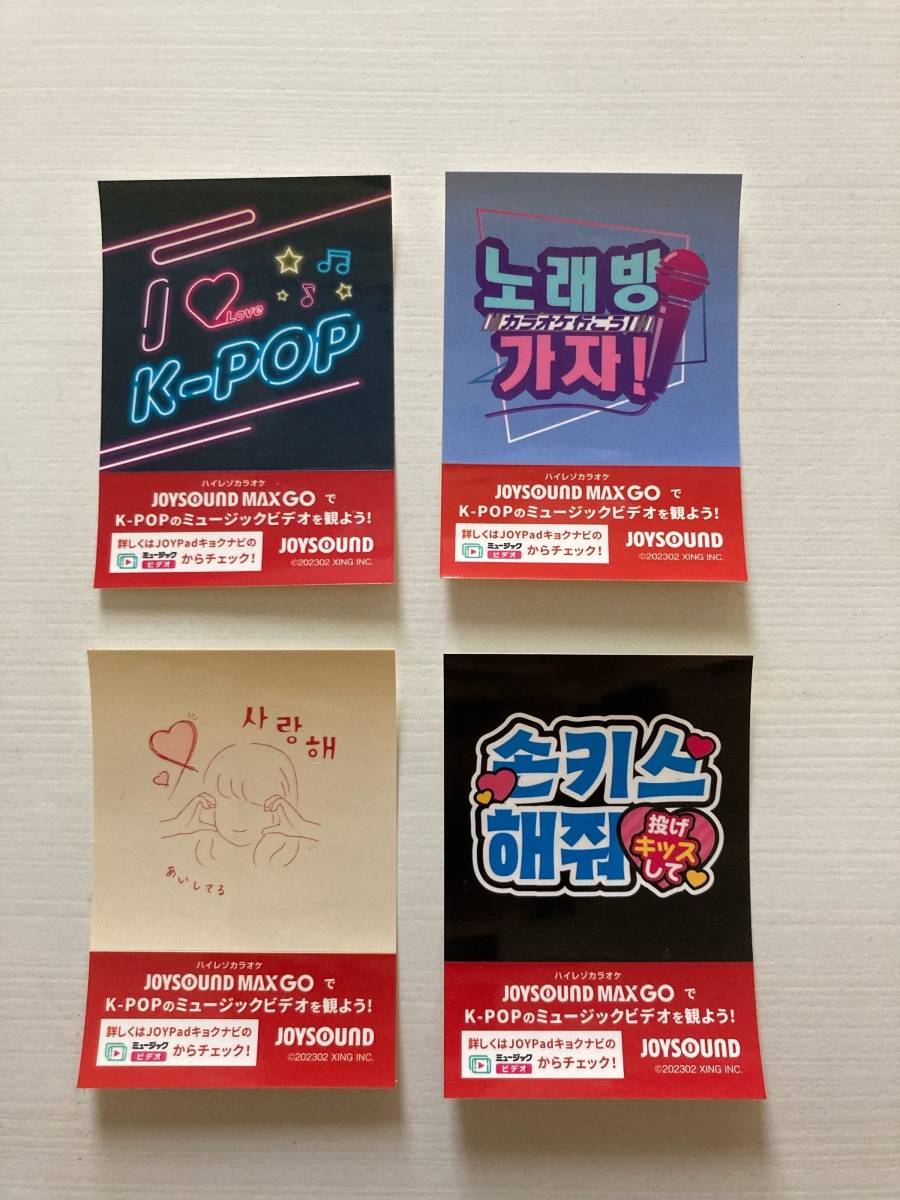 I ♥ Love
K-POP
ハイレゾカラオケ
JOYSOUND MAX GO で
K-POPのミュージックビデオを観よう!
詳しくはJOYPadキョクナビの
ミュージック
ビデオ
からチェック!
JOYSOUND
©202302 XING INC.
노래방
カラオケ行こう!
가자!
ハイレゾカラオケ
JOYSOUND MAX GO で
K-POPのミュージックビデオを観よう!
詳しくはJOYPadキョクナビの
ミュージック
ビデオ
からチェック!
JOYSOUND
©202302 XING INC.
사랑해
あいしてる
ハイレゾカラオケ
JOYSOUND MAX GO で
K-POPのミュージックビデオを観よう!
詳しくはJOYPadキョクナビの
ミュージック
ビデオ
からチェック!
JOYSOUND
©202302 XING INC.
손키스
해줘
投げ
キッス
して
ハイレゾカラオケ
JOYSOUND MAX GO で
K-POPのミュージックビデオを観よう!
詳しくはJOYPadキョクナビの
ミュージック
ビデオ
からチェック!
JOYSOUND
©202302 XING INC.